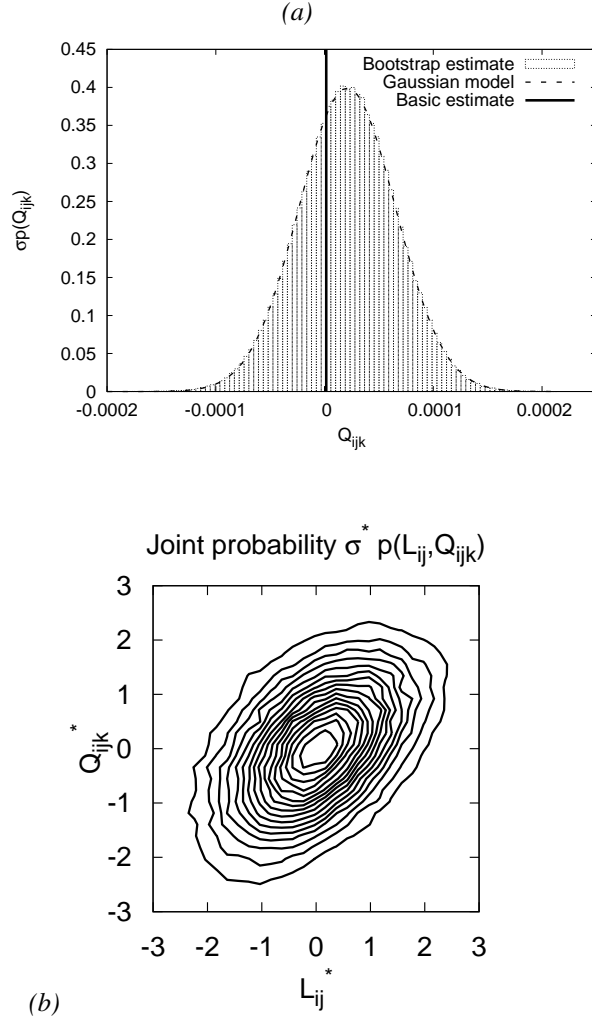 (a)
0.45
0.4
0.35
0.3
0.25
0.2
0.15
0.1
0.05
0
σp(Q_ijk)
Bootstrap estimate
Gaussian model
Basic estimate
-0.0002 -0.0001 0 0.0001 0.0002
Q_ijk
Joint probability σ* p(L_ij,Q_ijk)
3
2
1
0
-1
-2
-3
Q_ijk*
-3 -2 -1 0 1 2 3
L_ij*
(b)